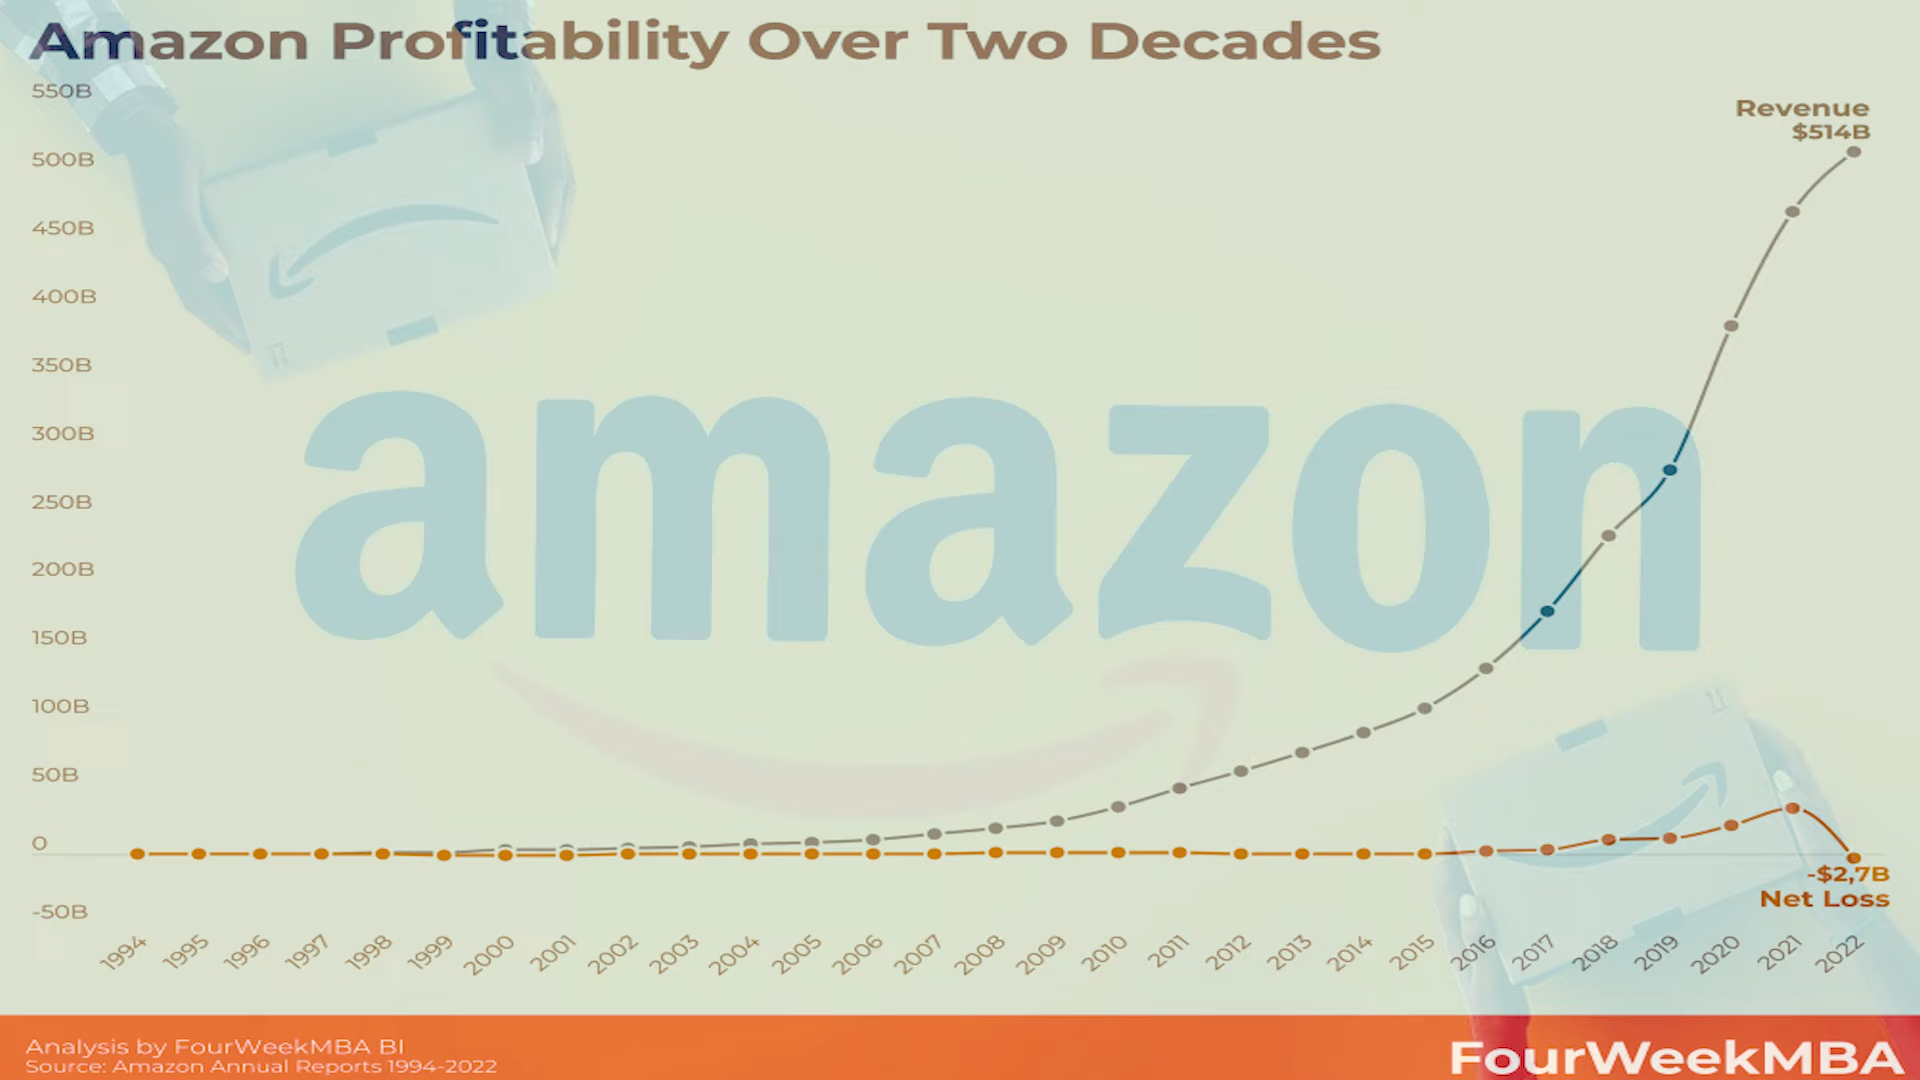 Amazon Profitability Over Two Decades
550B
Revenue
$514B
500B
450B
400B
350B
300B
250B
200B
150B
100B
50B
0
-50B
amazon
-$2,7B
Net Loss
1994 1995 1996 1997 1998 1999 2000 2001 2002 2003 2004 2005 2006 2007 2008 2009 2010 2011 2012 2013 2014 2015 2016 2017 2018 2019 2020 2021 2022
Analysis by FourWeekMBA BI
Source: Amazon Annual Reports 1994-2022
FourWeekMBA